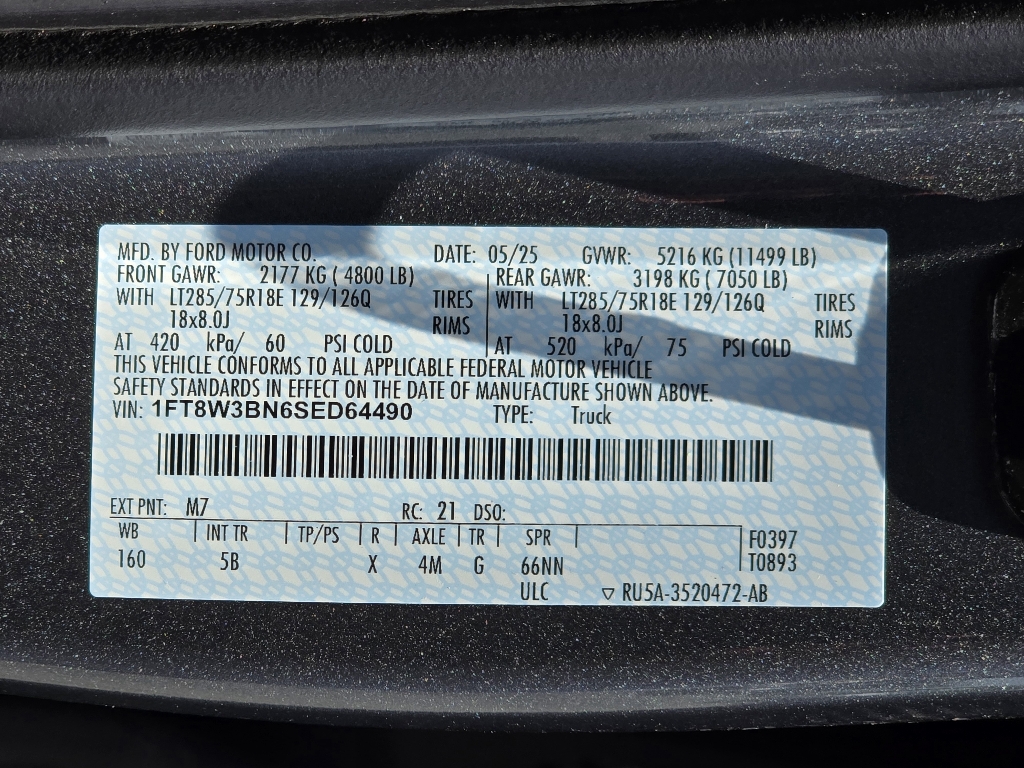 MFD. BY FORD MOTOR CO. DATE: 05/25 GVWR: 5216 KG (11499 LB)
FRONT GAWR: 2177 KG ( 4800 LB) REAR GAWR: 3198 KG ( 7050 LB)
WITH LT285/75R18E 129/126Q TIRES WITH LT285/75R18E 129/126Q TIRES
18x8.0J RIMS 18x8.0J RIMS
AT 420 kPa/ 60 PSI COLD AT 520 kPa/ 75 PSI COLD
THIS VEHICLE CONFORMS TO ALL APPLICABLE FEDERAL MOTOR VEHICLE
SAFETY STANDARDS IN EFFECT ON THE DATE OF MANUFACTURE SHOWN ABOVE.
VIN: 1FT8W3BN6SED64490 TYPE: Truck
EXT PNT: M7 RC: 21 DSO:
WB INT TR TP/PS R AXLE TR SPR F0397
160 5B X 4M G 66NN T0893
ULC ▽ RU5A-3520472-AB